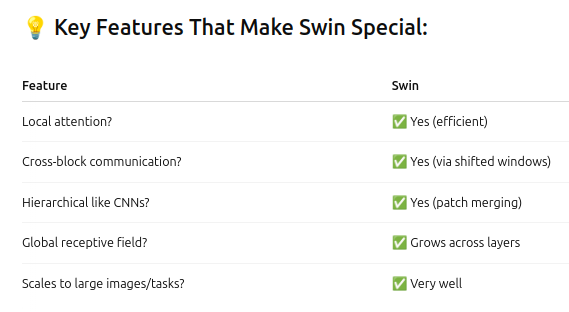 💡 Key Features That Make Swin Special:
Feature Swin
Local attention? ✅ Yes (efficient)
Cross-block communication? ✅ Yes (via shifted windows)
Hierarchical like CNNs? ✅ Yes (patch merging)
Global receptive field? ✅ Grows across layers
Scales to large images/tasks? ✅ Very well